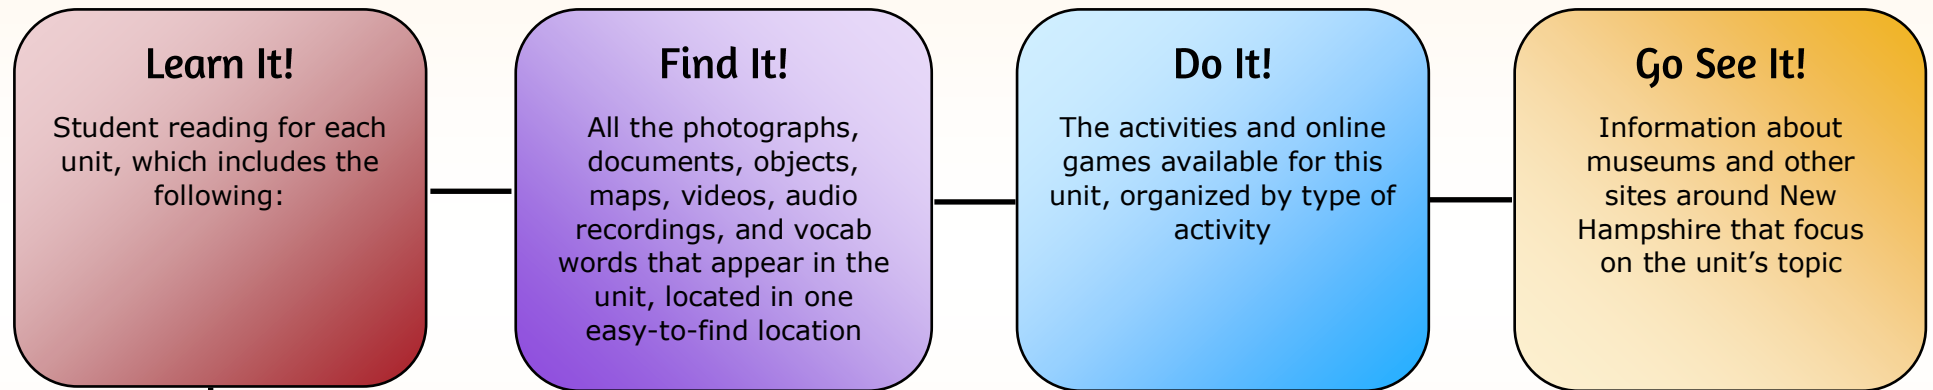 Learn It!
Student reading for each
unit, which includes the
following:
Find It!
All the photographs,
documents, objects,
maps, videos, audio
recordings, and vocab
words that appear in the
unit, located in one
easy-to-find location
Do It!
The activities and online
games available for this
unit, organized by type of
activity
Go See It!
Information about
museums and other
sites around New
Hampshire that focus
on the unit’s topic